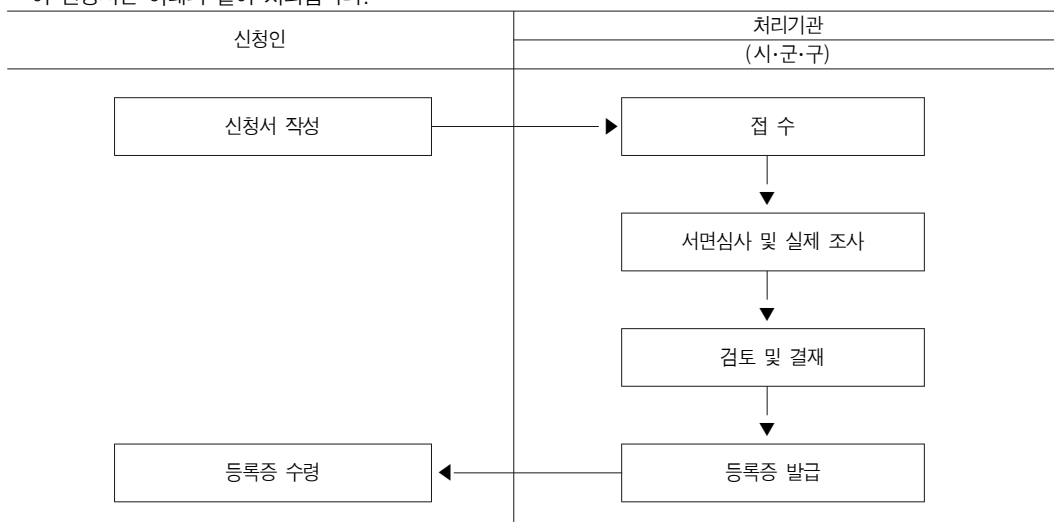 신청인
처리기관
(시·군·구)
신청서 작성
접 수
서면심사 및 실제 조사
검토 및 결재
등록증 수령
등록증 발급